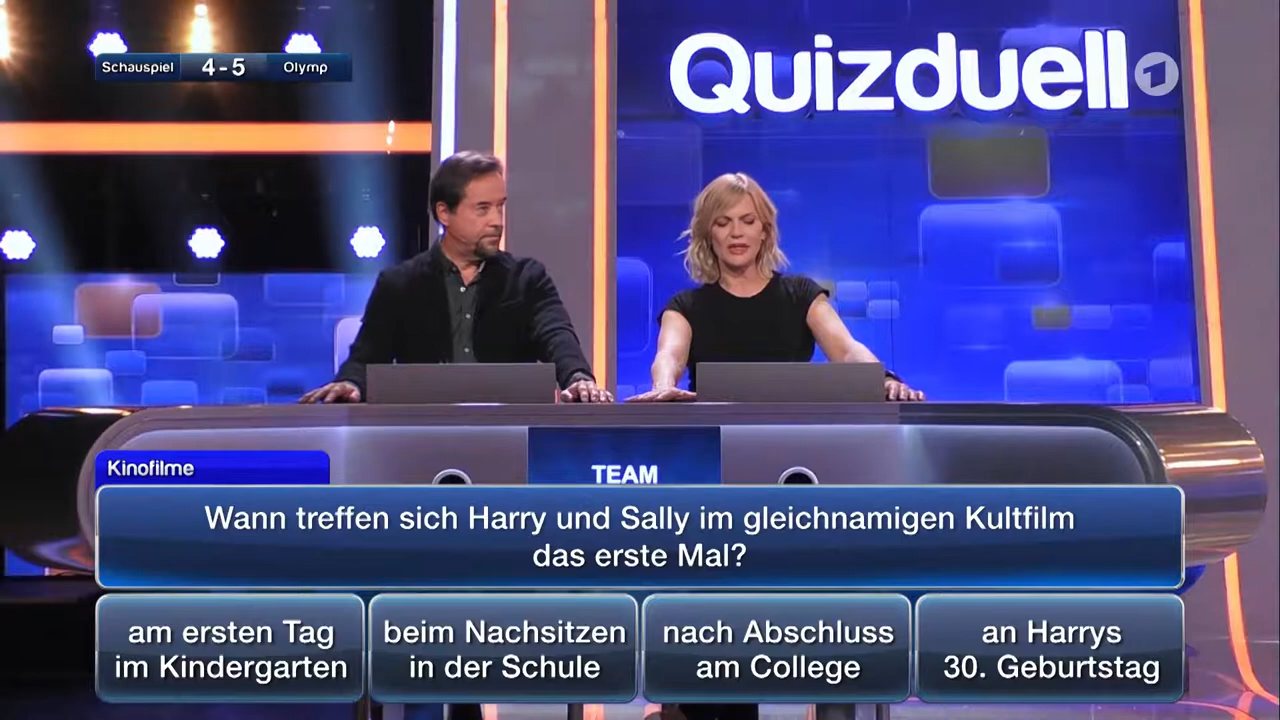 Schauspiel 4-5 Olymp
Quizduell 1
Kinofilme
TEAM
Wann treffen sich Harry und Sally im gleichnamigen Kultfilm
das erste Mal?
am ersten Tag
im Kindergarten
beim Nachsitzen
in der Schule
nach Abschluss
am College
an Harrys
30. Geburtstag